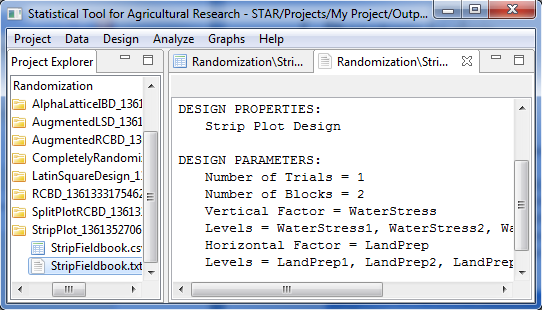 Statistical Tool for Agricultural Research - STAR/Projects/My Project/Outp...
Project Data Design Analyze Graphs Help
Project Explorer
Randomization\Stri...
Randomization\Stri...
Randomization
AlphaLatticeIBD_1361
AugmentedLSD_1361
AugmentedRCBD_136
CompletelyRandomiz
LatinSquareDesign_1
RCBD_1361333175462
SplitPlotRCBD_13613
StripPlot_1361352706
StripFieldbook.cs
StripFieldbook.txt
DESIGN PROPERTIES:
Strip Plot Design
DESIGN PARAMETERS:
Number of Trials = 1
Number of Blocks = 2
Vertical Factor = WaterStress
Levels = WaterStress1, WaterStress2, Wa
Horizontal Factor = LandPrep
Levels = LandPrep1, LandPrep2, LandPrep